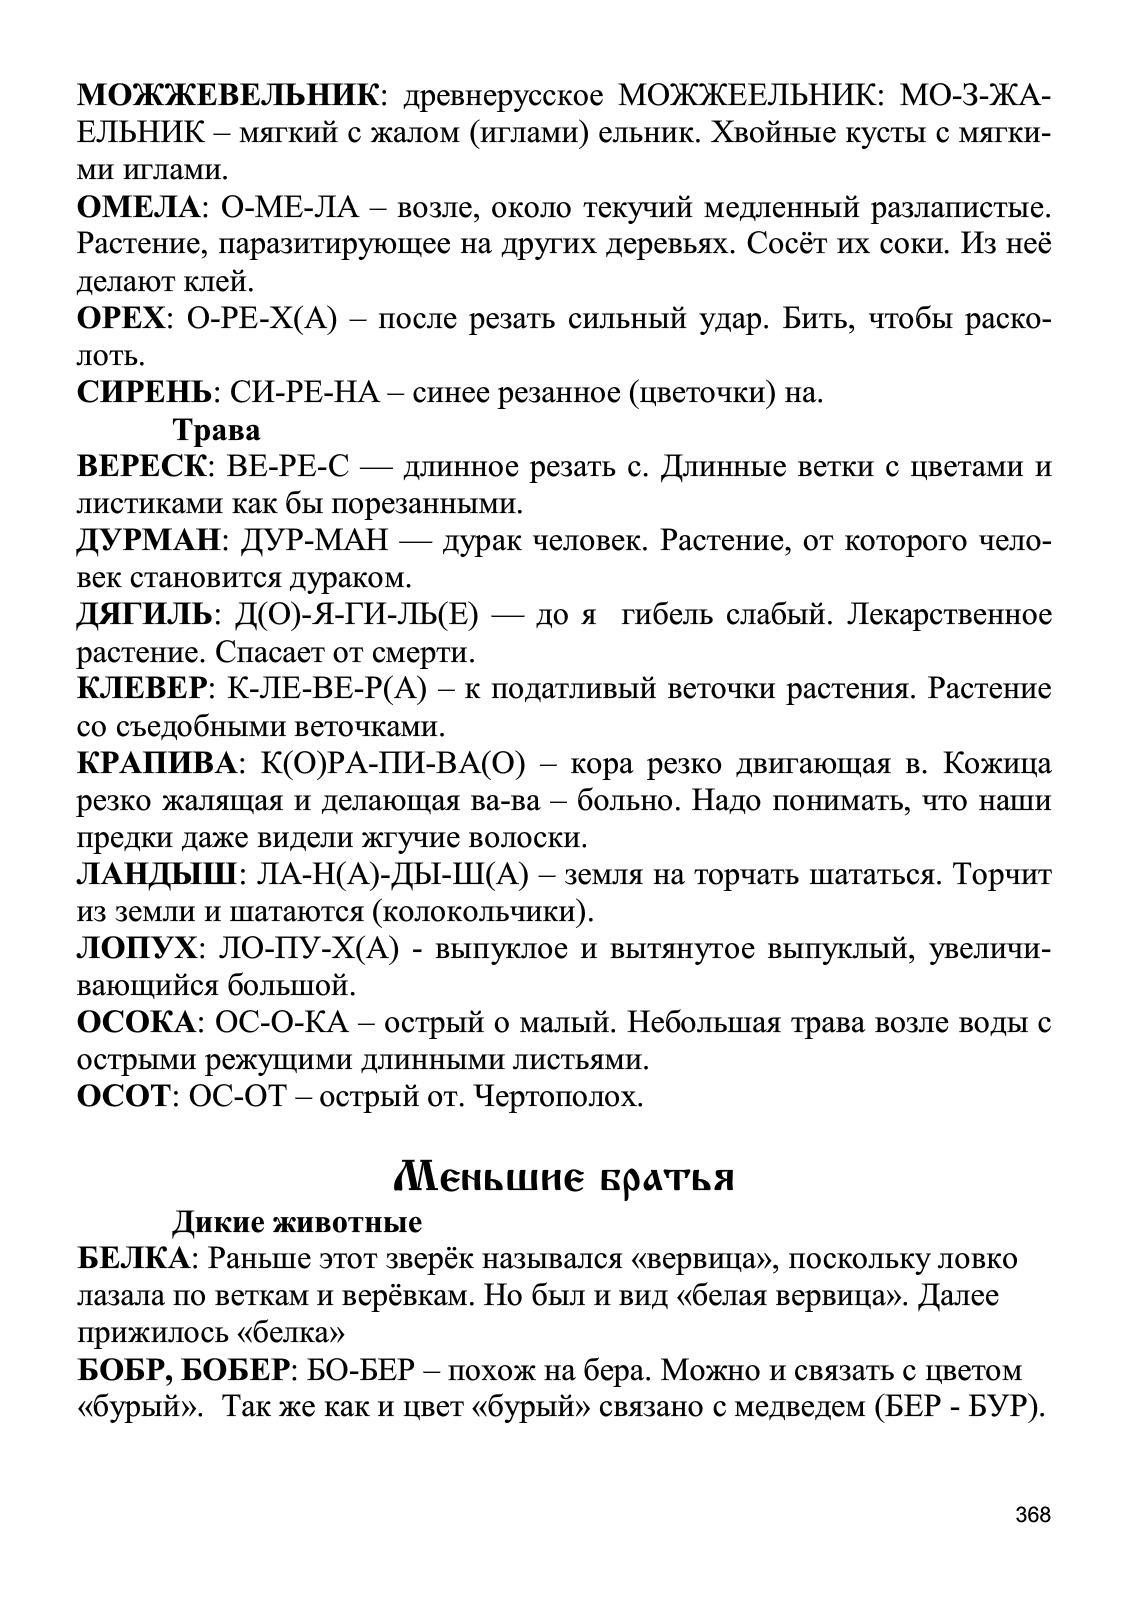 МОЖЖЕВЕЛЬНИК: древнерусское МОЖЖЕЕЛЬНИК: МО-З-ЖА-
ЕЛЬНИК – мягкий с жалом (иглами) ельник. Хвойные кусты с мягки-
ми иглами.
ОМЕЛА: О-МЕ-ЛА – возле, около текучий медленный разлапистые.
Растение, паразитирующее на других деревьях. Сосёт их соки. Из неё
делают клей.
ОРЕХ: О-РЕ-Х(А) – после резать сильный удар. Бить, чтобы раско-
лоть.
СИРЕНЬ: СИ-РЕ-НА – синее резанное (цветочки) на.
Трава
ВЕРЕСК: ВЕ-РЕ-С — длинное резать с. Длинные ветки с цветами и
листиками как бы порезанными.
ДУРМАН: ДУР-МАН — дурак человек. Растение, от которого чело-
век становится дураком.
ДЯГИЛЬ: Д(О)-Я-ГИ-ЛЬ(Е) — до я  гибель слабый. Лекарственное
растение. Спасает от смерти.
КЛЕВЕР: К-ЛЕ-ВЕ-Р(А) – к податливый веточки растения. Растение
со съедобными веточками.
КРАПИВА: К(О)РА-ПИ-ВА(О) – кора резко двигающая в. Кожица
резко жалящая и делающая ва-ва – больно. Надо понимать, что наши
предки даже видели жгучие волоски.
ЛАНДЫШ: ЛА-Н(А)-ДЫ-Ш(А) – земля на торчать шататься. Торчит
из земли и шатаются (колокольчики).
ЛОПУХ: ЛО-ПУ-Х(А) - выпуклое и вытянутое выпуклый, увеличи-
вающийся большой.
ОСОКА: ОС-О-КА – острый о малый. Небольшая трава возле воды с
острыми режущими длинными листьями.
ОСОТ: ОС-ОТ – острый от. Чертополох.
Меньшие братья
Дикие животные
БЕЛКА: Раньше этот зверёк назывался «вервица», поскольку ловко
лазала по веткам и верёвкам. Но был и вид «белая вервица». Далее
прижилось «белка»
БОБР, БОБЕР: БО-БЕР – похож на бера. Можно и связать с цветом
«бурый».  Так же как и цвет «бурый» связано с медведем (БЕР - БУР).
368